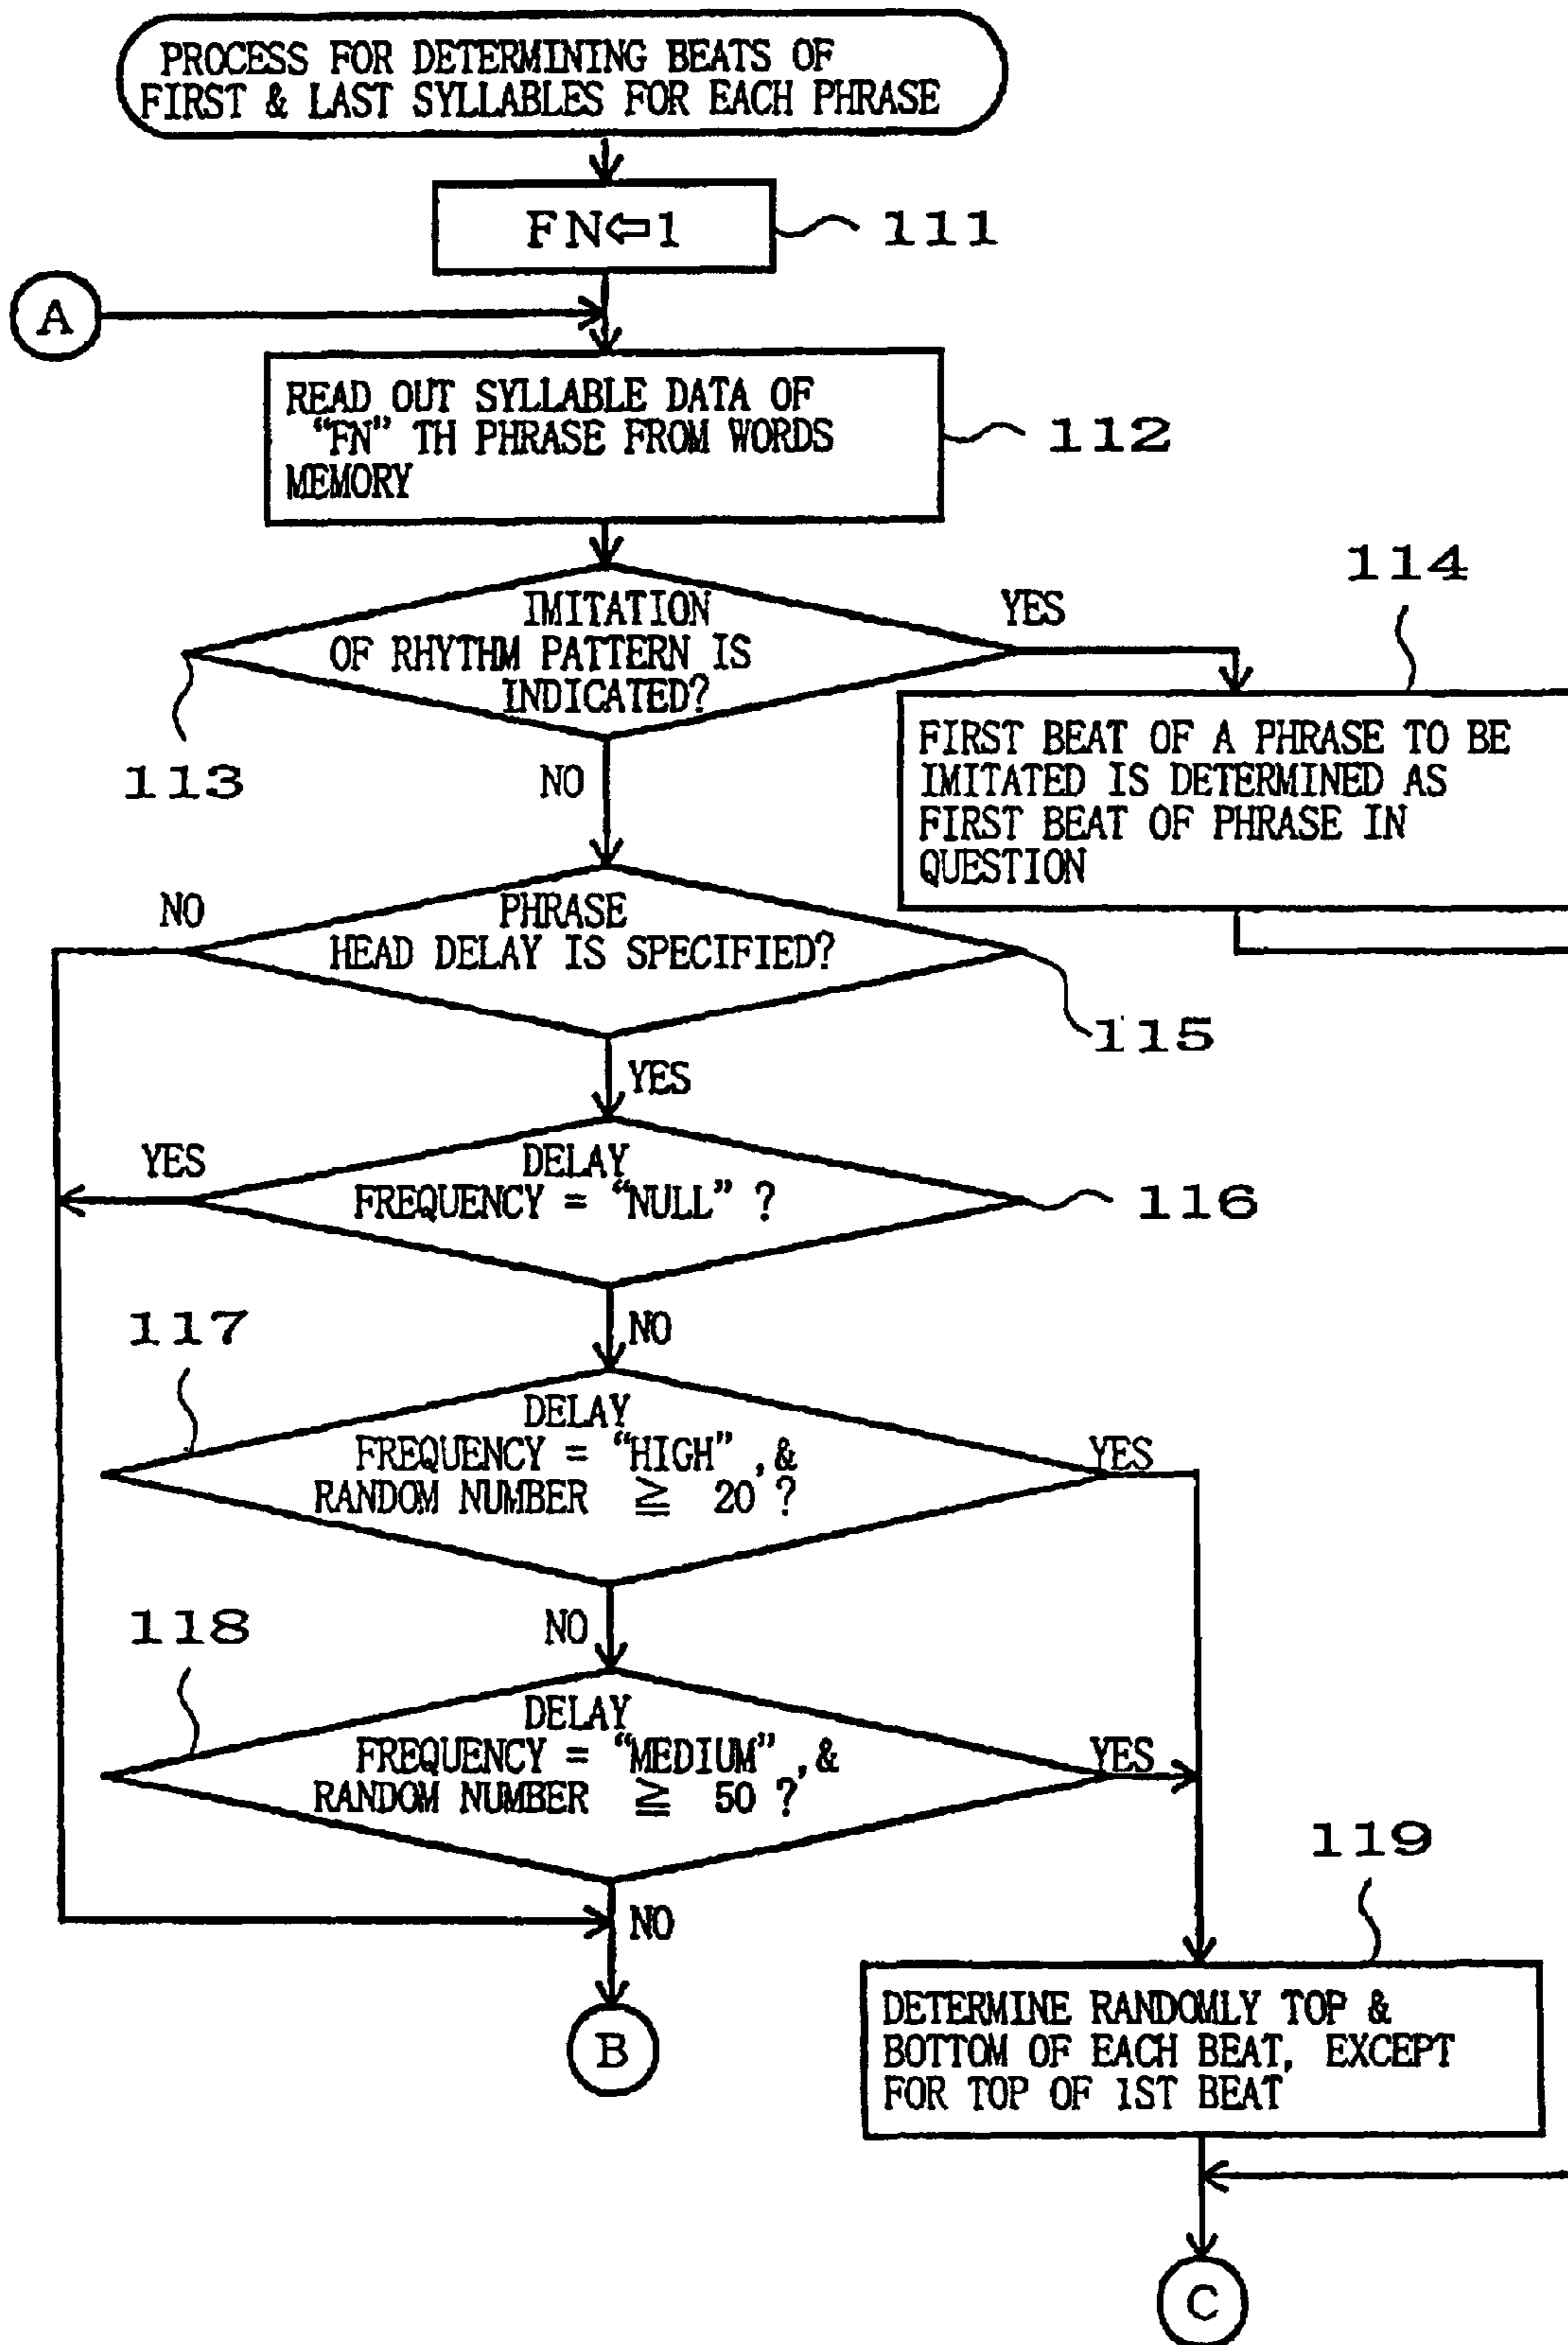 PROCESS FOR DETERMINING BEATS OF
FIRST & LAST SYLLABLES FOR EACH PHRASE
FN⇦1
111
A
READ OUT SYLLABLE DATA OF
“FN” TH PHRASE FROM WORDS
MEMORY
112
IMITATION
OF RHYTHM PATTERN IS
INDICATED?
YES
NO
113
114
FIRST BEAT OF A PHRASE TO BE
IMITATED IS DETERMINED AS
FIRST BEAT OF PHRASE IN
QUESTION
PHRASE
HEAD DELAY IS SPECIFIED?
NO
YES
115
DELAY
FREQUENCY = “NULL” ?
YES
NO
116
117
DELAY
FREQUENCY = “HIGH” ,&
RANDOM NUMBER ≧ 20 ?
YES
NO
118
DELAY
FREQUENCY = “MEDIUM” ,&
RANDOM NUMBER ≧ 50 ?
YES
NO
B
119
DETERMINE RANDOMLY TOP &
BOTTOM OF EACH BEAT, EXCEPT
FOR TOP OF 1ST BEAT
C